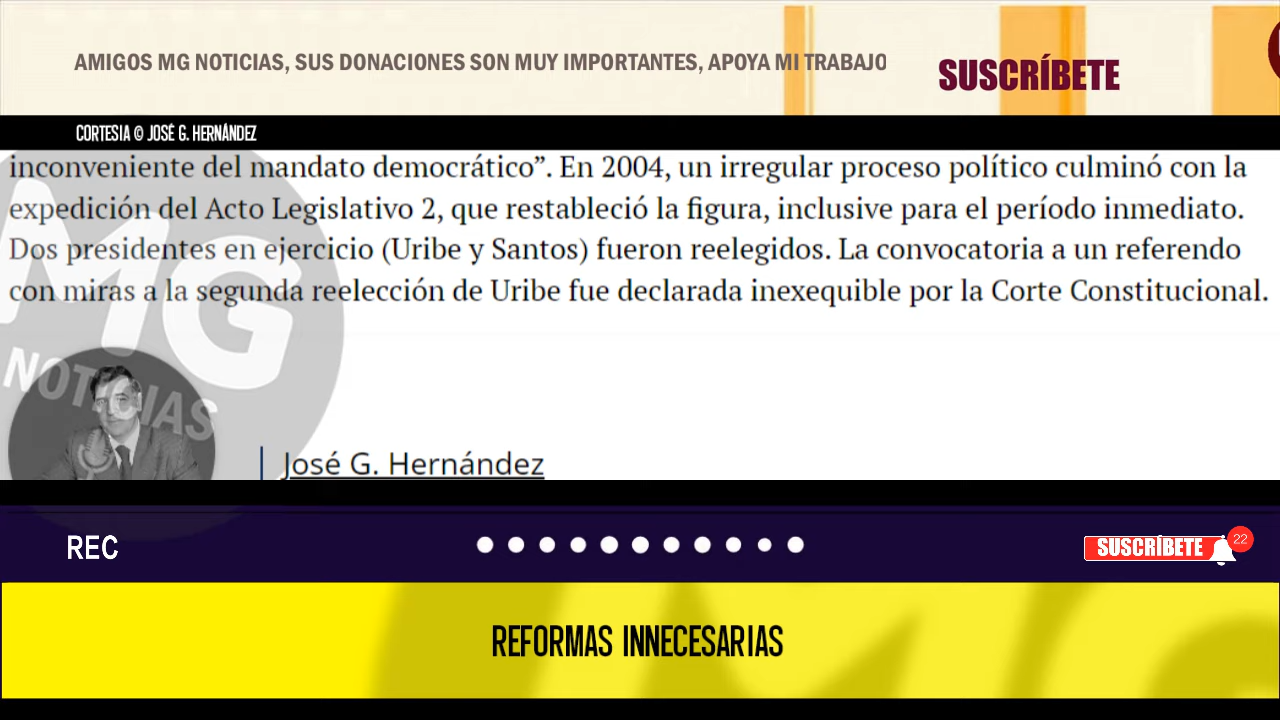 AMIGOS MG NOTICIAS, SUS DONACIONES SON MUY IMPORTANTES, APOYA MI TRABAJO
SUSCRÍBETE
CORTESIA © JOSÉ G. HERNÁNDEZ
inconveniente del mandato democrático”. En 2004, un irregular proceso político culminó con la
expedición del Acto Legislativo 2, que restableció la figura, inclusive para el período inmediato.
Dos presidentes en ejercicio (Uribe y Santos) fueron reelegidos. La convocatoria a un referendo
con miras a la segunda reelección de Uribe fue declarada inexequible por la Corte Constitucional.
MG
NOTICIAS
José G. Hernández
REC
SUSCRÍBETE
22
REFORMAS INNECESARIAS